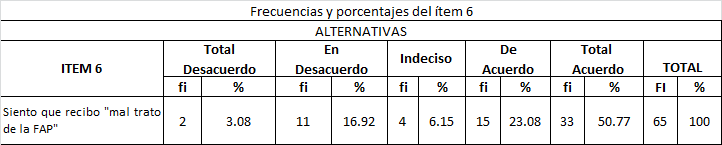 Frecuencias y porcentajes del ítem 6
ALTERNATIVAS
ITEM 6 Total Desacuerdo En Desacuerdo Indeciso De Acuerdo Total Acuerdo TOTAL
fi % fi % fi % fi % fi % FI %
Siento que recibo "mal trato
de la FAP" 2 3.08 11 16.92 4 6.15 15 23.08 33 50.77 65 100